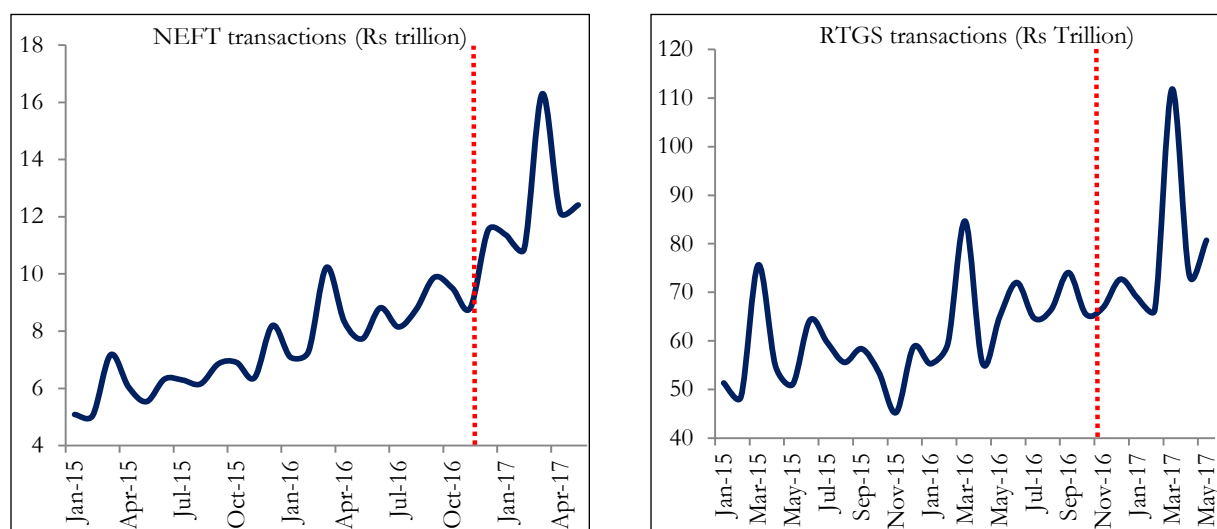 NEFT transactions (Rs trillion)
18
16
14
12
10
8
6
4
Jan-15
Apr-15
Jul-15
Oct-15
Jan-16
Apr-16
Jul-16
Oct-16
Jan-17
Apr-17
RTGS transactions (Rs Trillion)
120
110
100
90
80
70
60
50
40
Jan-15
Mar-15
May-15
Jul-15
Sep-15
Nov-15
Jan-16
Mar-16
May-16
Jul-16
Sep-16
Nov-16
Jan-17
Mar-17
May-17